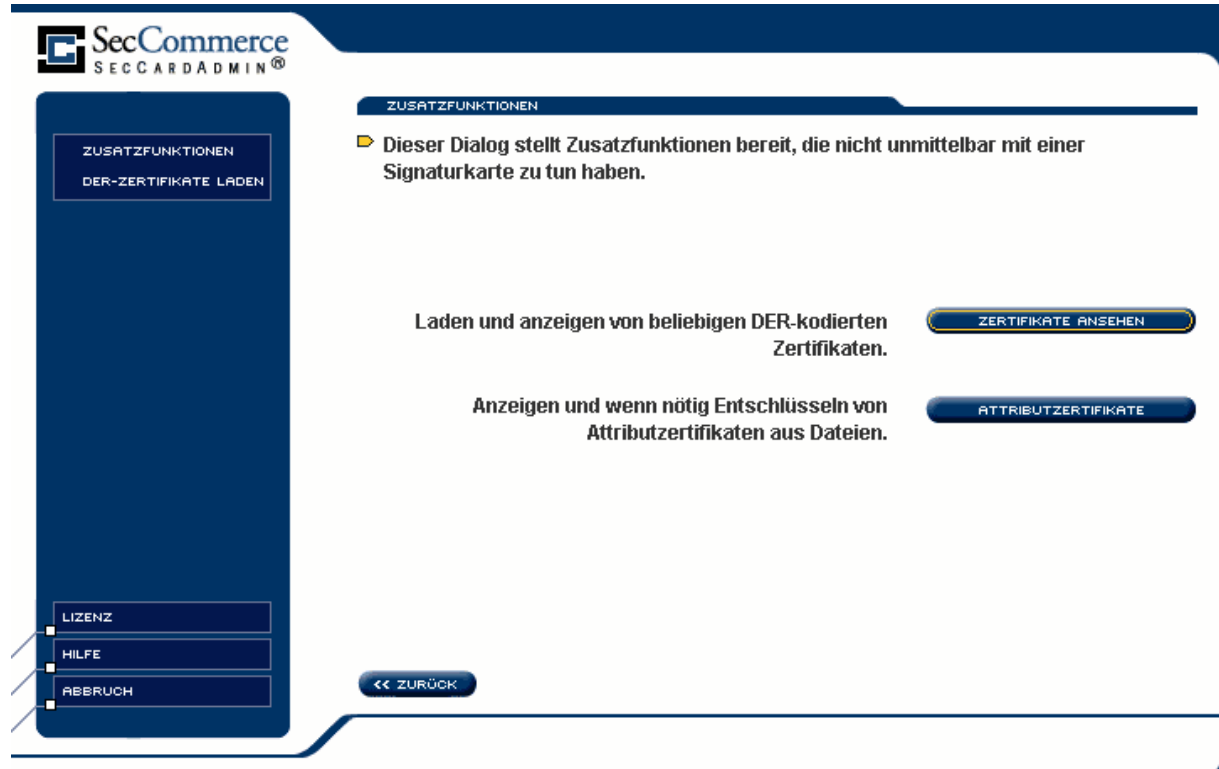 SecCommerce
SECCARDADMIN®
ZUSATZFUNKTIONEN
DER-ZERTIFIKATE LADEN
LIZENZ
HILFE
ABBRUCH
ZUSATZFUNKTIONEN
Dieser Dialog stellt Zusatzfunktionen bereit, die nicht unmittelbar mit einer
Signaturkarte zu tun haben.
Laden und anzeigen von beliebigen DER-kodierten
Zertifikaten.
ZERTIFIKATE ANSEHEN
Anzeigen und wenn nötig Entschlüsseln von
Attributzertifikaten aus Dateien.
ATTRIBUTZERTIFIKATE
<< ZURÜCK